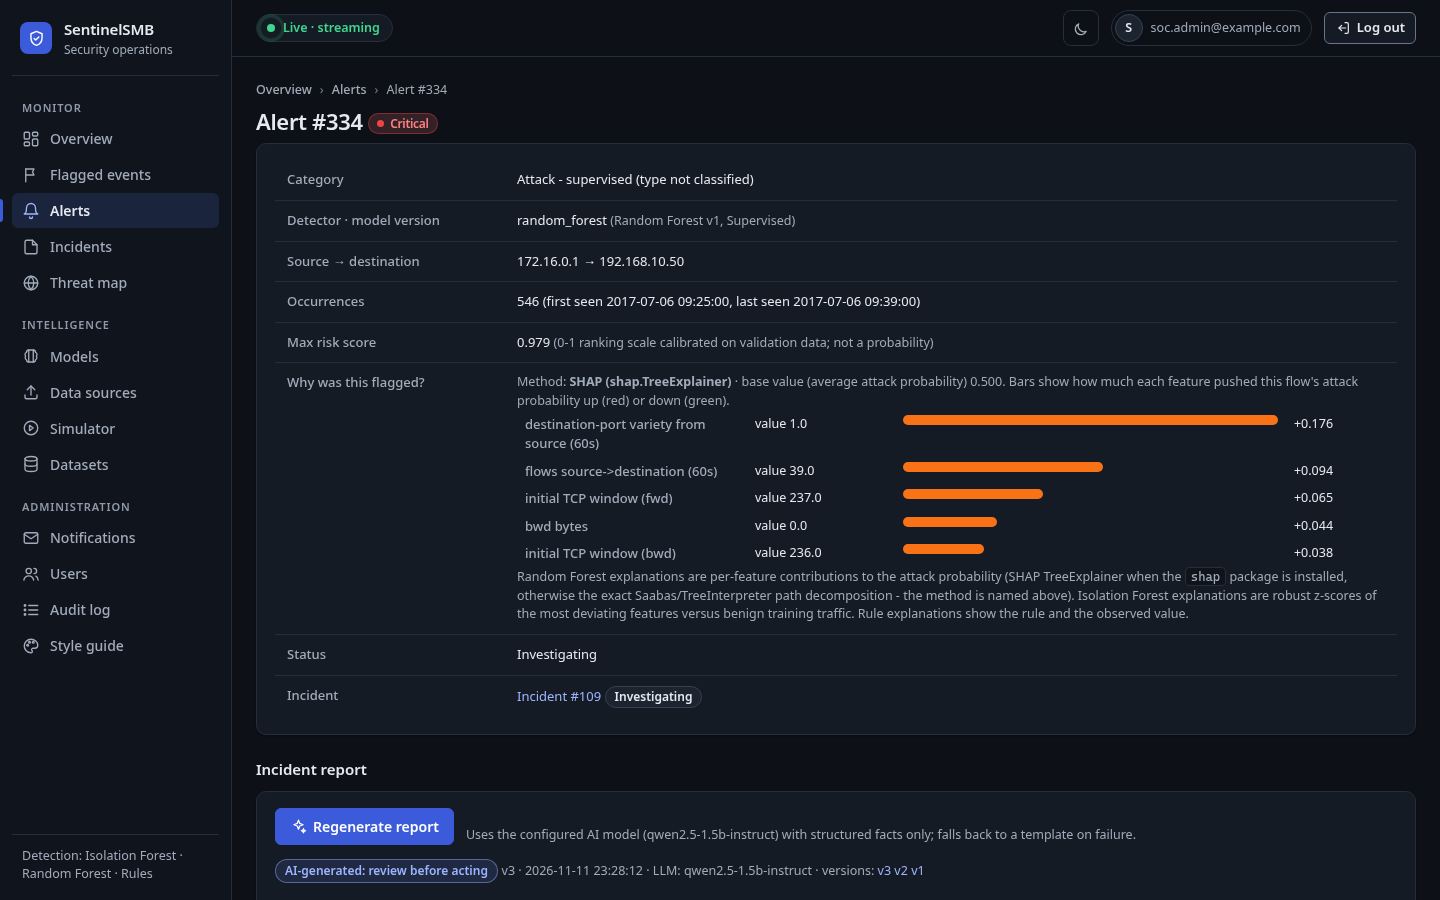 SentinelSMB
Security operations
MONITOR
Overview
Flagged events
Alerts
Incidents
Threat map
INTELLIGENCE
Models
Data sources
Simulator
Datasets
ADMINISTRATION
Notifications
Users
Audit log
Style guide
Detection: Isolation Forest ·
Random Forest · Rules
Live · streaming
S soc.admin@example.com
Log out
Overview › Alerts › Alert #334
Alert #334 Critical
Category Attack - supervised (type not classified)
Detector · model version random_forest (Random Forest v1, Supervised)
Source → destination 172.16.0.1 → 192.168.10.50
Occurrences 546 (first seen 2017-07-06 09:25:00, last seen 2017-07-06 09:39:00)
Max risk score 0.979 (0-1 ranking scale calibrated on validation data; not a probability)
Why was this flagged? Method: SHAP (shap.TreeExplainer) · base value (average attack probability) 0.500. Bars show how much each feature pushed this flow's attack
probability up (red) or down (green).
destination-port variety from value 1.0 +0.176
source (60s)
flows source->destination (60s) value 39.0 +0.094
initial TCP window (fwd) value 237.0 +0.065
bwd bytes value 0.0 +0.044
initial TCP window (bwd) value 236.0 +0.038
Random Forest explanations are per-feature contributions to the attack probability (SHAP TreeExplainer when the shap package is installed,
otherwise the exact Saabas/TreeInterpreter path decomposition - the method is named above). Isolation Forest explanations are robust z-scores of
the most deviating features versus benign training traffic. Rule explanations show the rule and the observed value.
Status Investigating
Incident Incident #109 Investigating
Incident report
Regenerate report Uses the configured AI model (qwen2.5-1.5b-instruct) with structured facts only; falls back to a template on failure.
AI-generated: review before acting v3 · 2026-11-11 23:28:12 · LLM: qwen2.5-1.5b-instruct · versions: v3 v2 v1